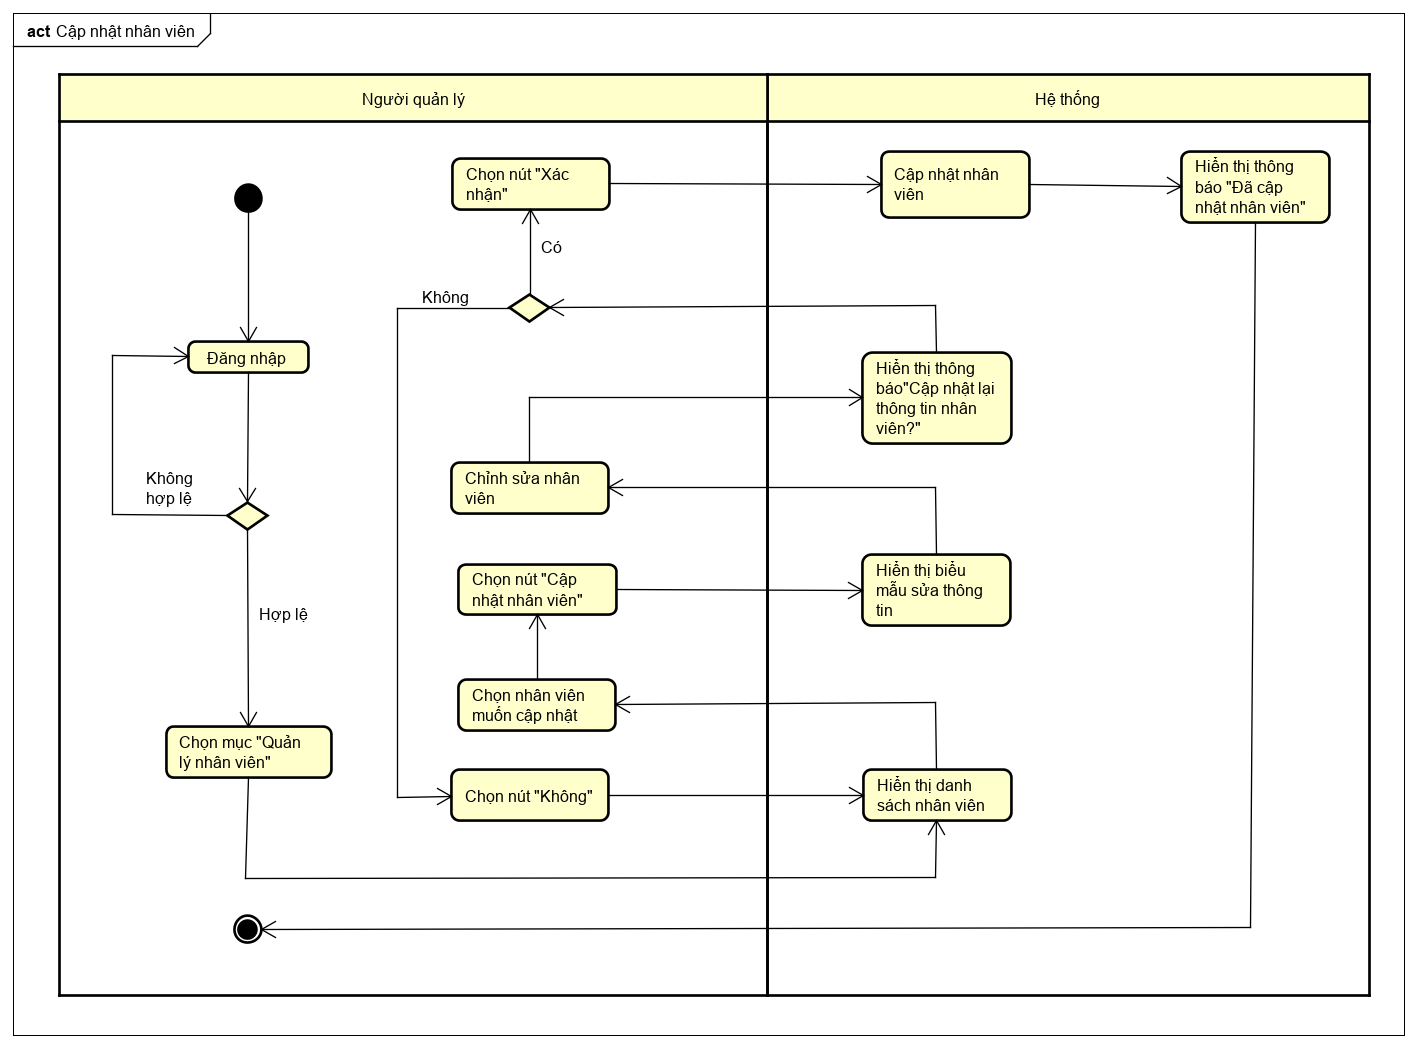 act Cập nhật nhân viên
Người quản lý
Hệ thống
Chọn nút "Xác
nhận"
Cập nhật nhân
viên
Hiển thị thông
báo "Đã cập
nhật nhân viên"
Có
Không
Đăng nhập
Hiển thị thông
báo"Cập nhật lại
thông tin nhân
viên?"
Không
hợp lệ
Chỉnh sửa nhân
viên
Chọn nút "Cập
nhật nhân viên"
Hiển thị biểu
mẫu sửa thông
tin
Hợp lệ
Chọn nhân viên
muốn cập nhật
Chọn mục "Quản
lý nhân viên"
Chọn nút "Không"
Hiển thị danh
sách nhân viên